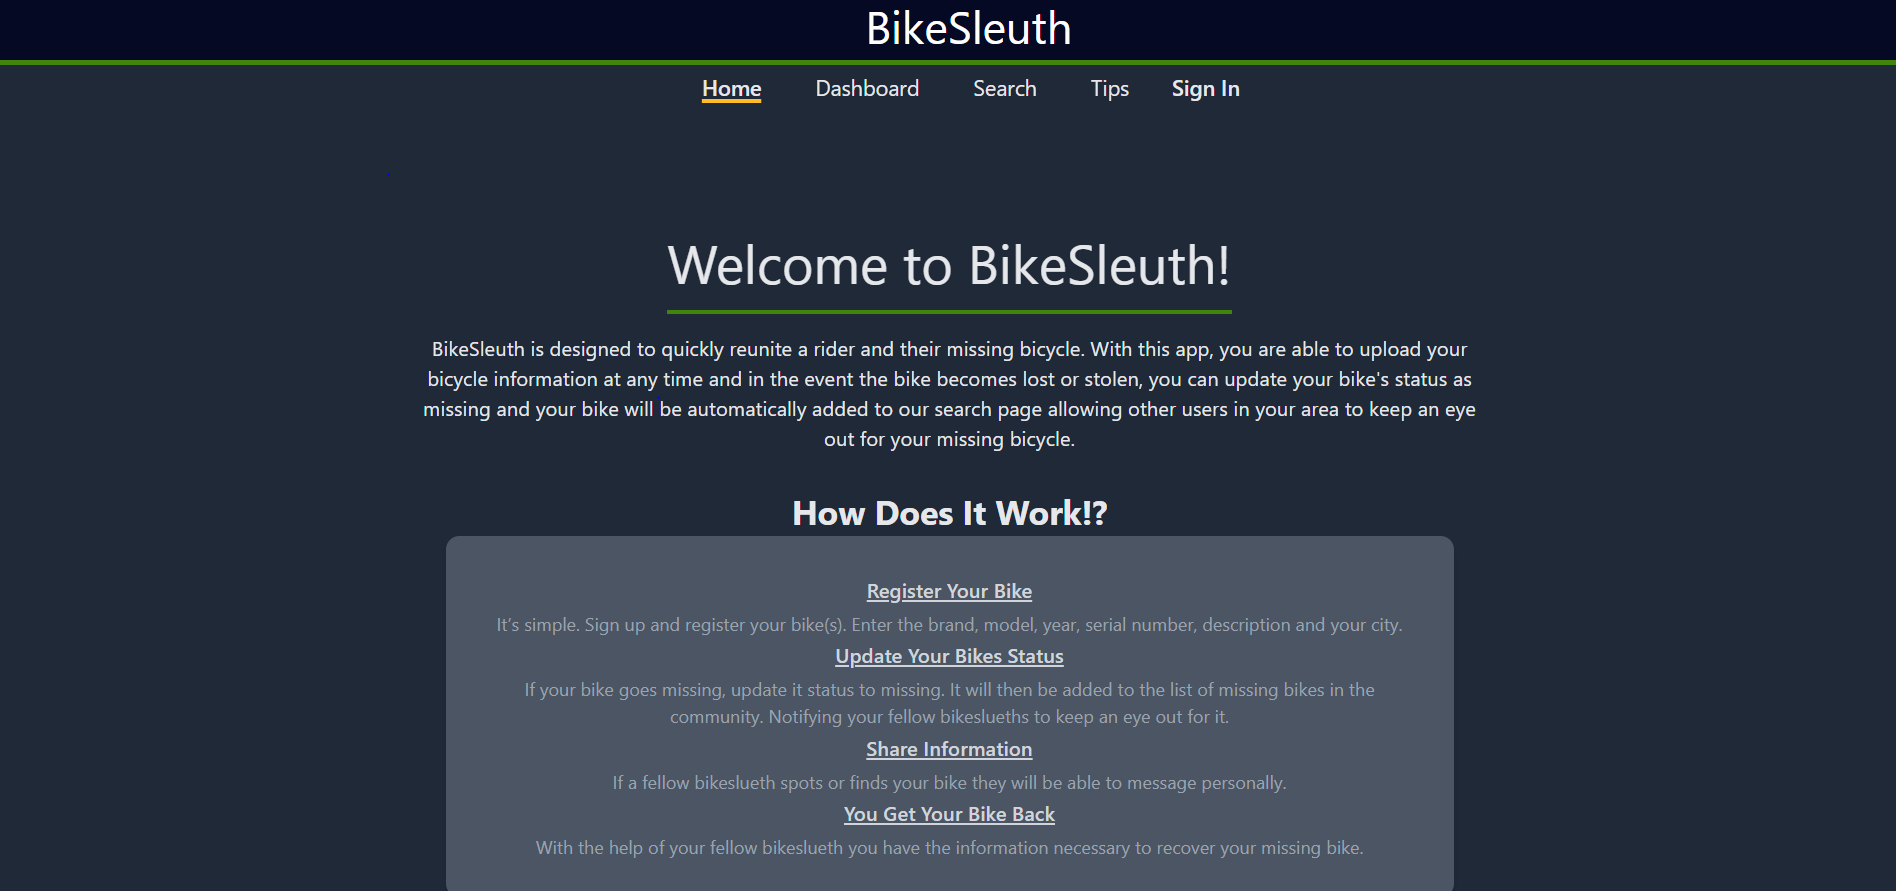 BikeSleuth
Home Dashboard Search Tips Sign In
Welcome to BikeSleuth!
BikeSleuth is designed to quickly reunite a rider and their missing bicycle. With this app, you are able to upload your
bicycle information at any time and in the event the bike becomes lost or stolen, you can update your bike's status as
missing and your bike will be automatically added to our search page allowing other users in your area to keep an eye
out for your missing bicycle.
How Does It Work!?
Register Your Bike
It’s simple. Sign up and register your bike(s). Enter the brand, model, year, serial number, description and your city.
Update Your Bikes Status
If your bike goes missing, update it status to missing. It will then be added to the list of missing bikes in the
community. Notifying your fellow bikeslueths to keep an eye out for it.
Share Information
If a fellow bikeslueth spots or finds your bike they will be able to message personally.
You Get Your Bike Back
With the help of your fellow bikeslueth you have the information necessary to recover your missing bike.